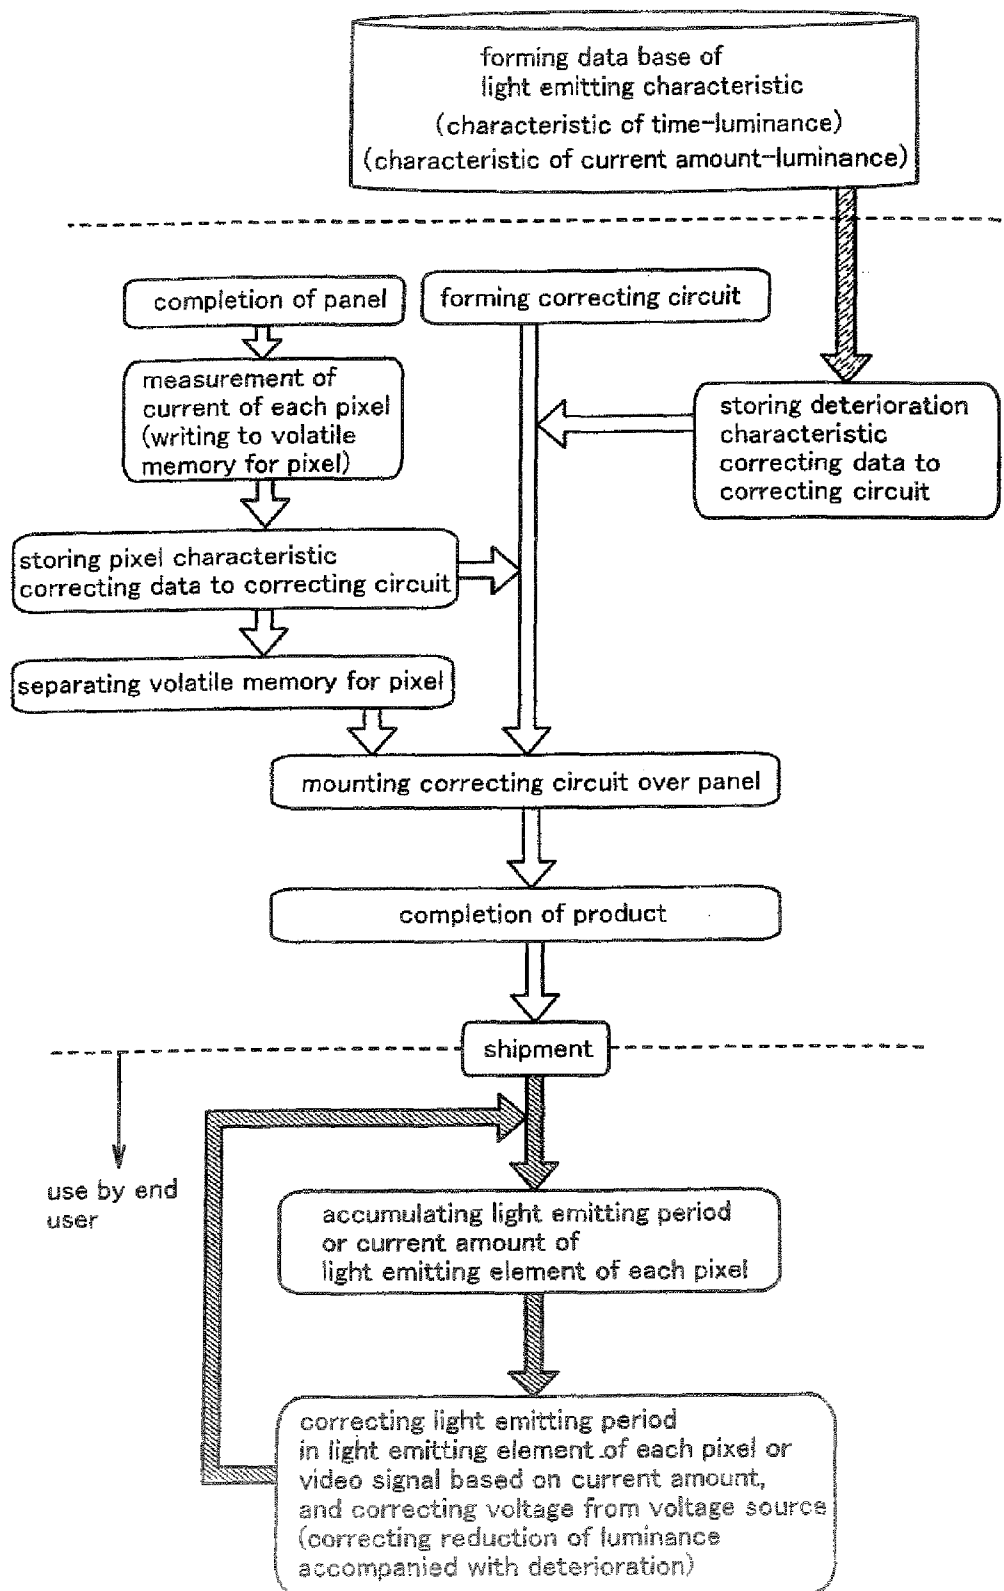 forming data base of
light emitting characteristic
(characteristic of time-luminance)
(characteristic of current amount-luminance)
completion of panel
forming correcting circuit
measurement of
current of each pixel
(writing to volatile
memory for pixel)
storing deterioration
characteristic
correcting data to
correcting circuit
storing pixel characteristic
correcting data to correcting circuit
separating volatile memory for pixel
mounting correcting circuit over panel
completion of product
shipment
use by end
user
accumulating light emitting period
or current amount of
light emitting element of each pixel
correcting light emitting period
in light emitting element of each pixel or
video signal based on current amount,
and correcting voltage from voltage source
(correcting reduction of luminance
accompanied with deterioration)